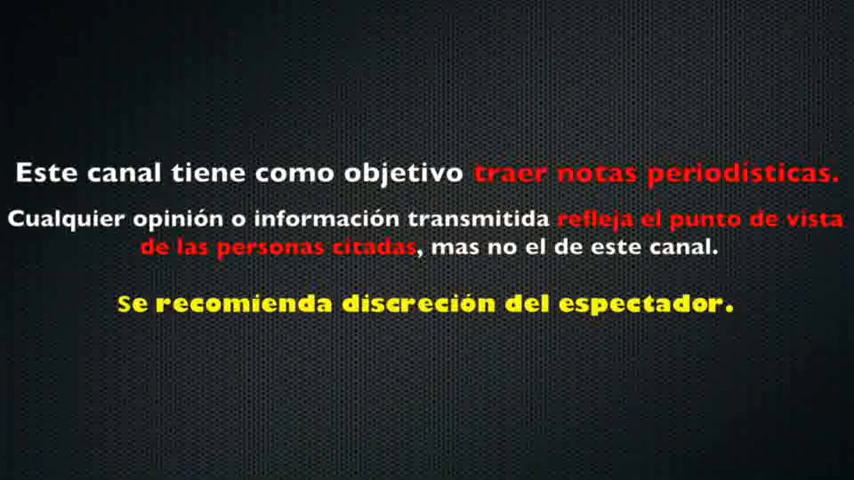 Este canal tiene como objetivo traer notas periodísticas.
Cualquier opinión o información transmitida refleja el punto de vista
de las personas citadas, mas no el de este canal.
Se recomienda discreción del espectador.